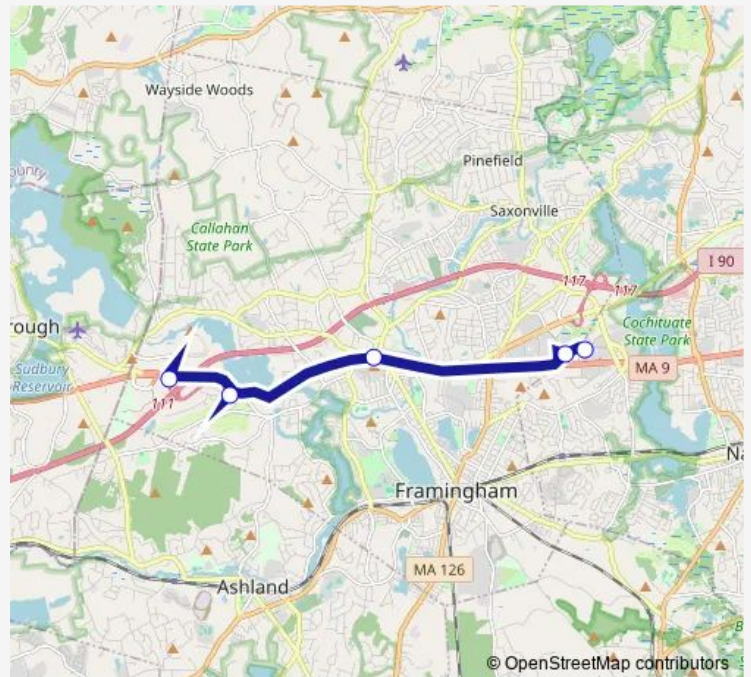 Wayside Woods
Pinefield
Saxonville
Callahan
State Park
I 90
117
117
rough
Cochituate
State Park
Sudbury
Reservoir
MA 9
111
Framingham
MA 126
Ashland
© OpenStreetMap contributors